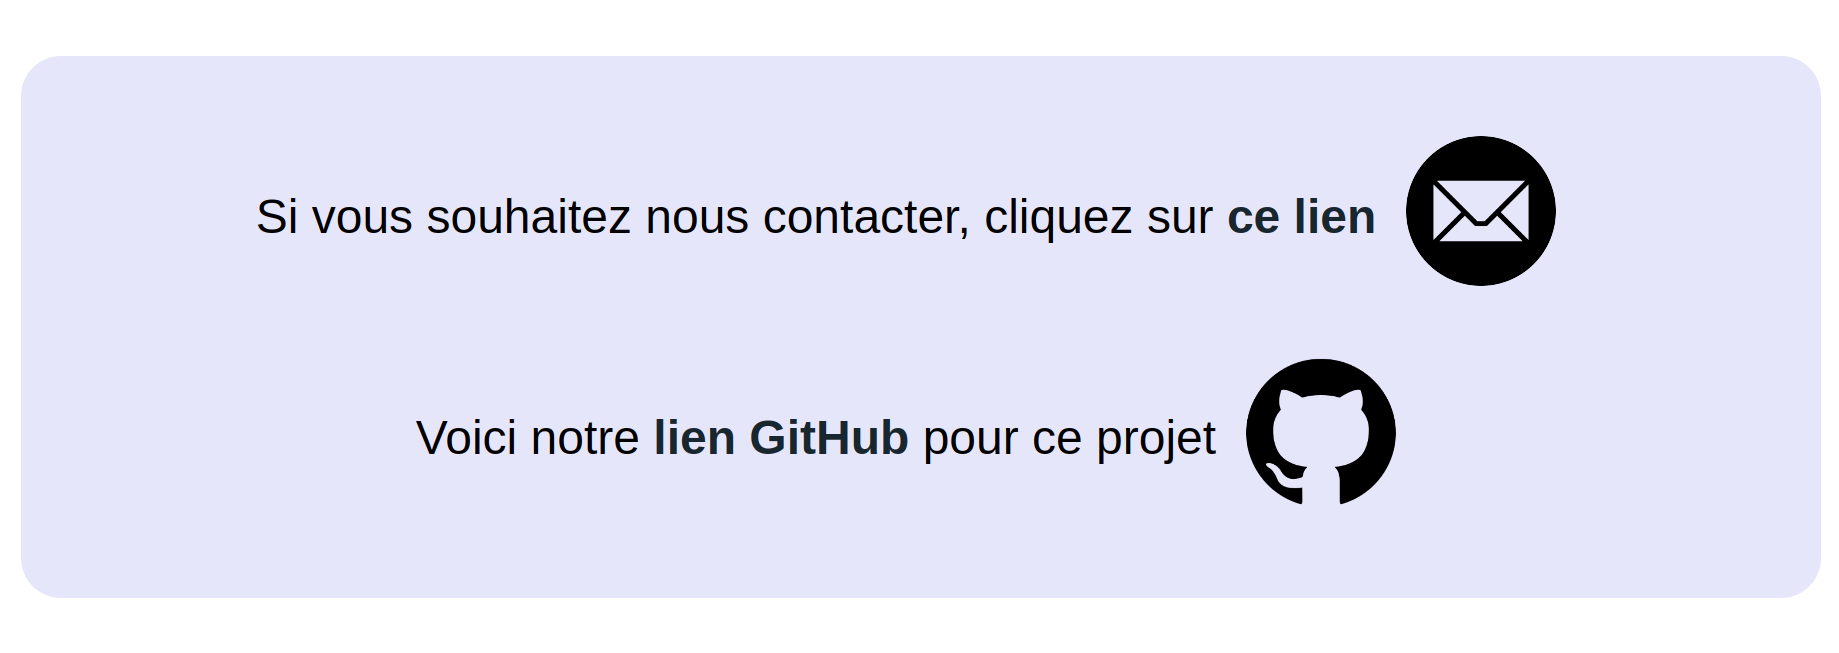 Si vous souhaitez nous contacter, cliquez sur ce lien
Voici notre lien GitHub pour ce projet